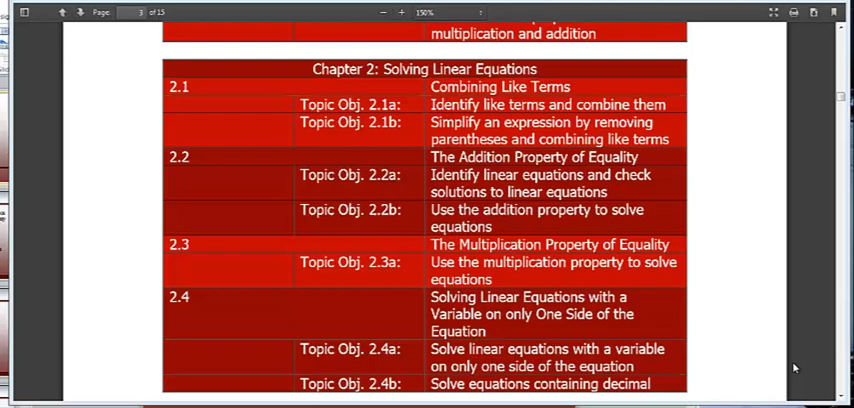 Page: 3 of 15
150%
multiplication and addition
Chapter 2: Solving Linear Equations
2.1 Combining Like Terms
Topic Obj. 2.1a: Identify like terms and combine them
Topic Obj. 2.1b: Simplify an expression by removing
parentheses and combining like terms
2.2 The Addition Property of Equality
Topic Obj. 2.2a: Identify linear equations and check
solutions to linear equations
Topic Obj. 2.2b: Use the addition property to solve
equations
2.3 The Multiplication Property of Equality
Topic Obj. 2.3a: Use the multiplication property to solve
equations
2.4 Solving Linear Equations with a
Variable on only One Side of the
Equation
Topic Obj. 2.4a: Solve linear equations with a variable
on only one side of the equation
Topic Obj. 2.4b: Solve equations containing decimal